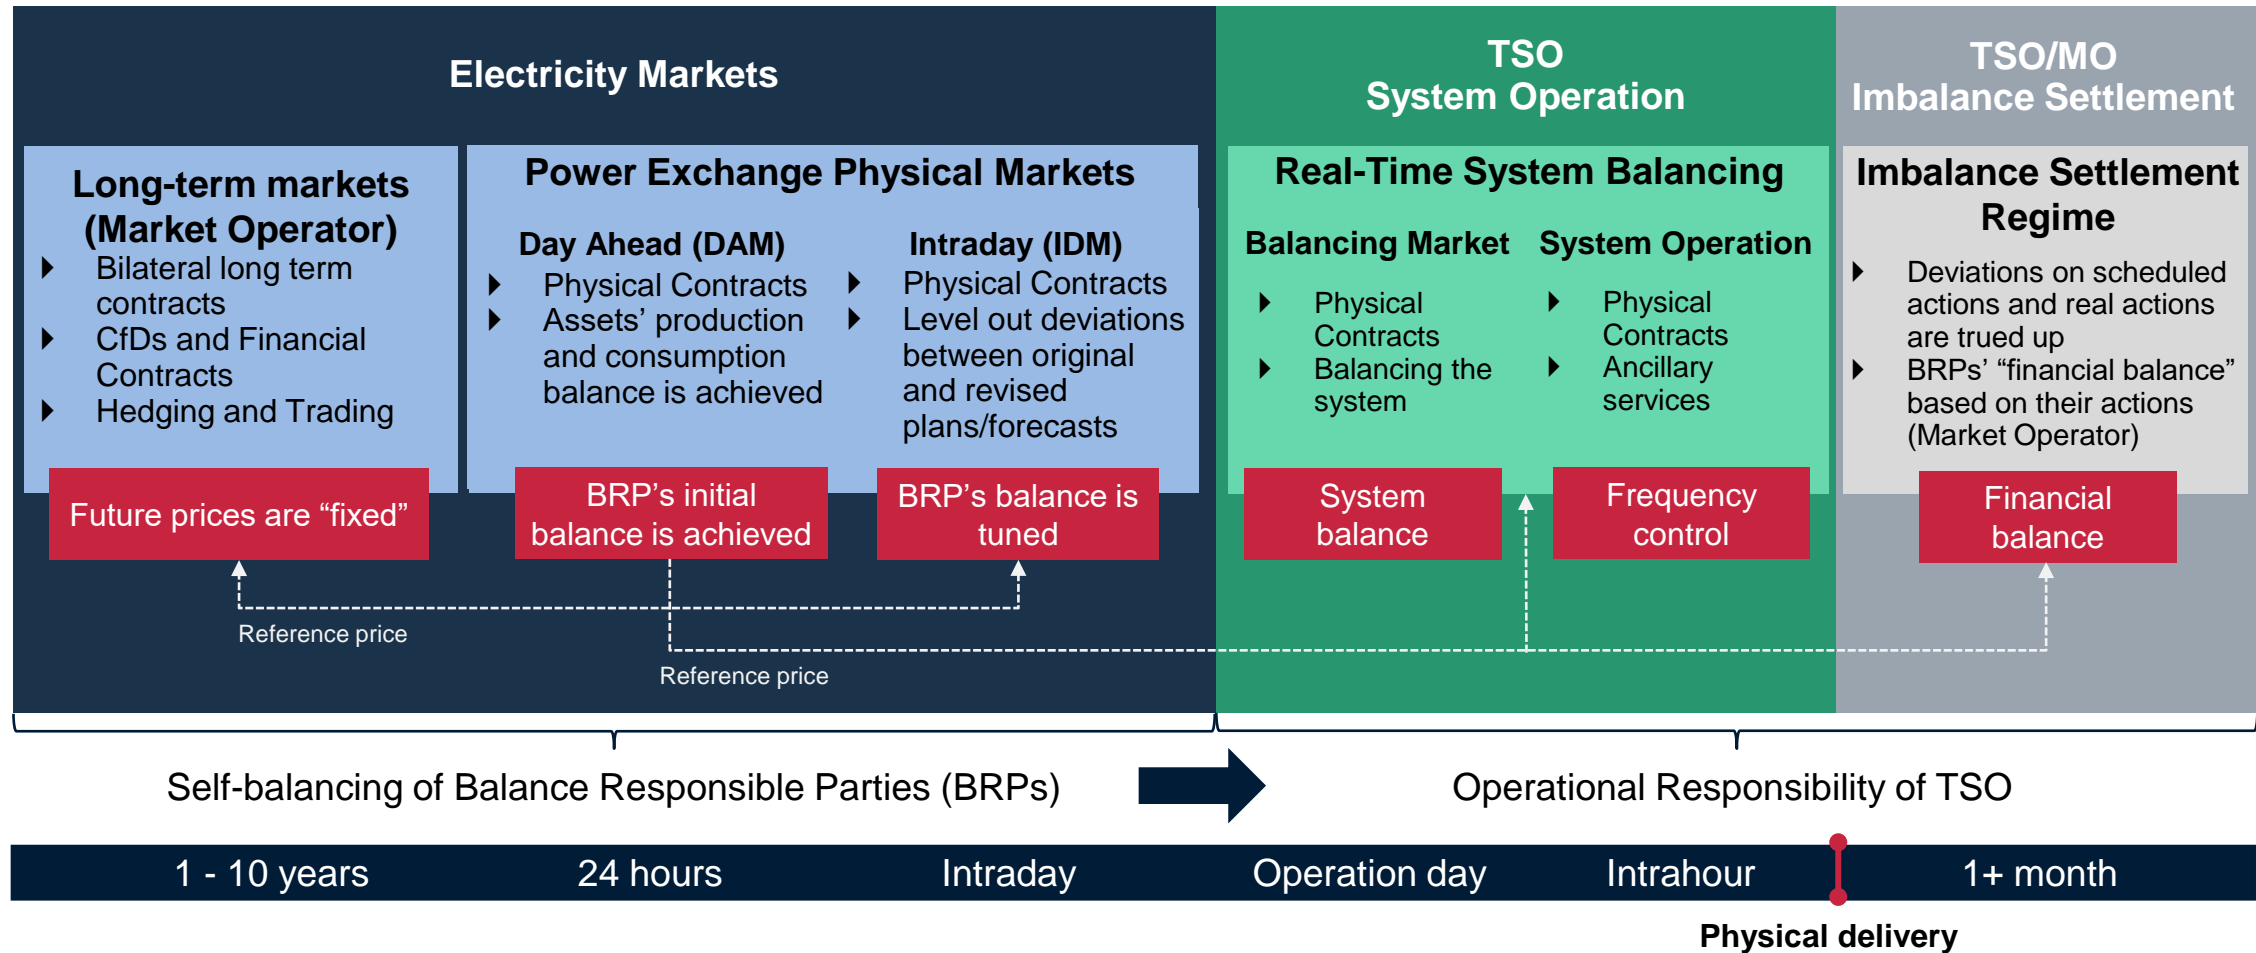 Electricity Markets
TSO
System Operation
TSO/MO
Imbalance Settlement
Long-term markets
(Market Operator)
Bilateral long term
contracts
CfDs and Financial
Contracts
Hedging and Trading
Future prices are “fixed”
Power Exchange Physical Markets
Day Ahead (DAM)
Physical Contracts
Assets’ production
and consumption
balance is achieved
BRP’s initial
balance is achieved
Intraday (IDM)
Physical Contracts
Level out deviations
between original
and revised
plans/forecasts
BRP’s balance is
tuned
Real-Time System Balancing
Balancing Market
Physical
Contracts
Balancing the
system
System
balance
System Operation
Physical
Contracts
Ancillary
services
Frequency
control
Imbalance Settlement
Regime
Deviations on scheduled
actions and real actions
are trued up
BRPs’ “financial balance”
based on their actions
(Market Operator)
Financial
balance
Reference price
Reference price
Self-balancing of Balance Responsible Parties (BRPs)
Operational Responsibility of TSO
1 - 10 years
24 hours
Intraday
Operation day
Intrahour
1+ month
Physical delivery